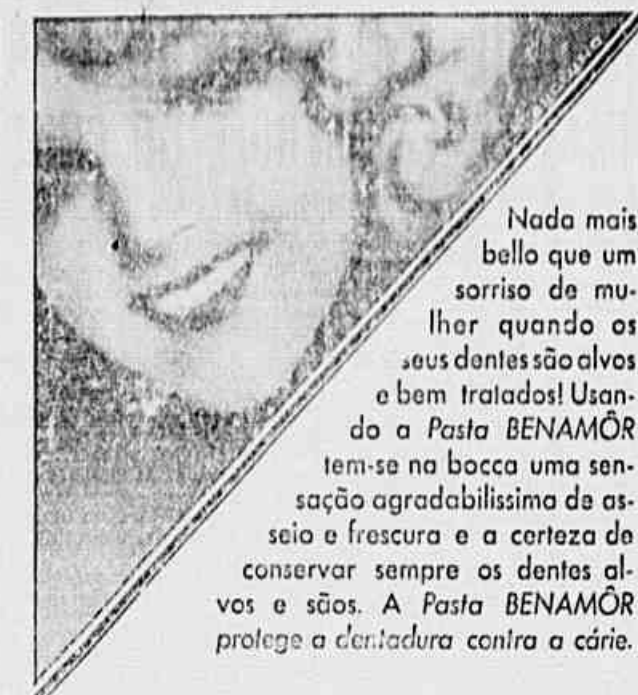 Nada mais
bello que um
sorriso de mu-
lher quando os
seus dentes são alvos
e bem tratados! Usan-
do a Pasta BENAMÔR
tem-se na bocca uma sen-
sação agradabilissima de as-
seio e frescura e a certeza de
conservar sempre os dentes al-
vos e sãos. A Pasta BENAMÔR
protege a dentadura contra a cárie.